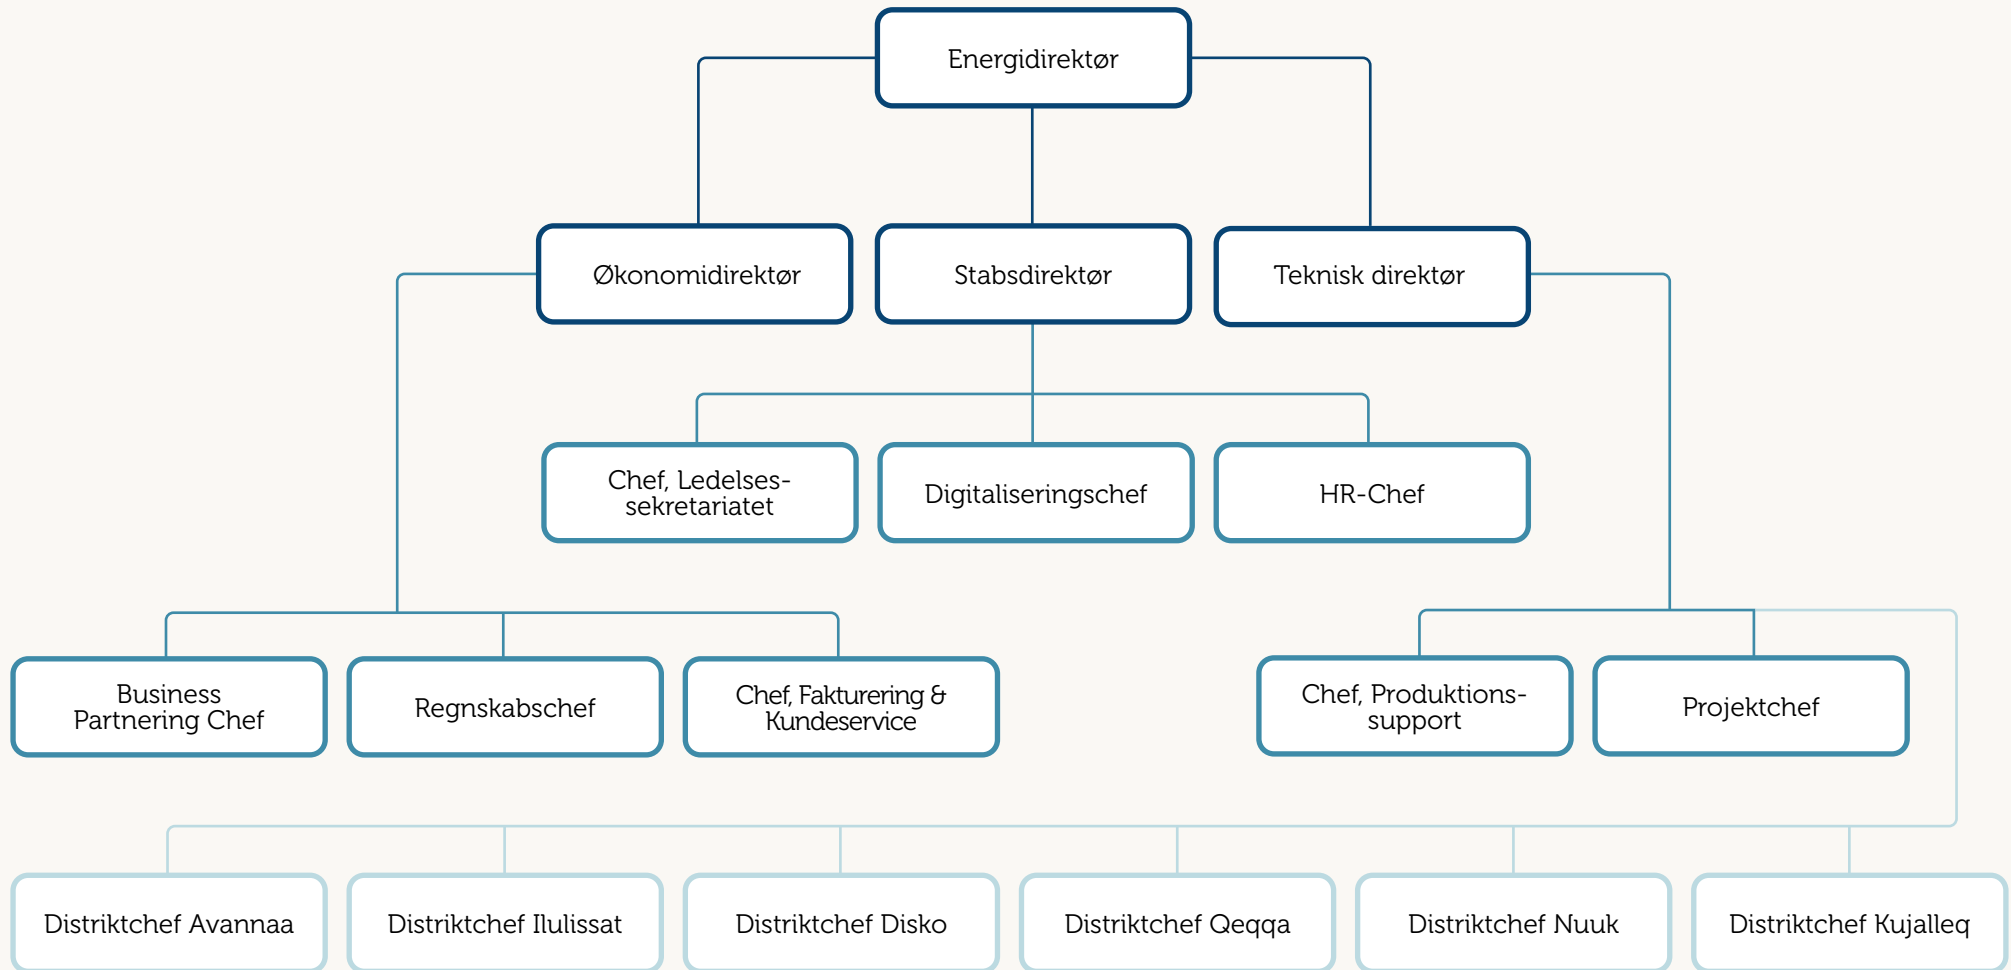 Energidirektør
Økonomidirektør
Stabsdirektør
Teknisk direktør
Chef, Ledelses-
sekretariatet
Digitaliseringschef
HR-Chef
Business
Partnering Chef
Regnskabschef
Chef, Fakturering &
Kundeservice
Chef, Produktions-
support
Projektchef
Distriktchef Avannaa
Distriktchef Ilulissat
Distriktchef Disko
Distriktchef Qeqqa
Distriktchef Nuuk
Distriktchef Kujalleq